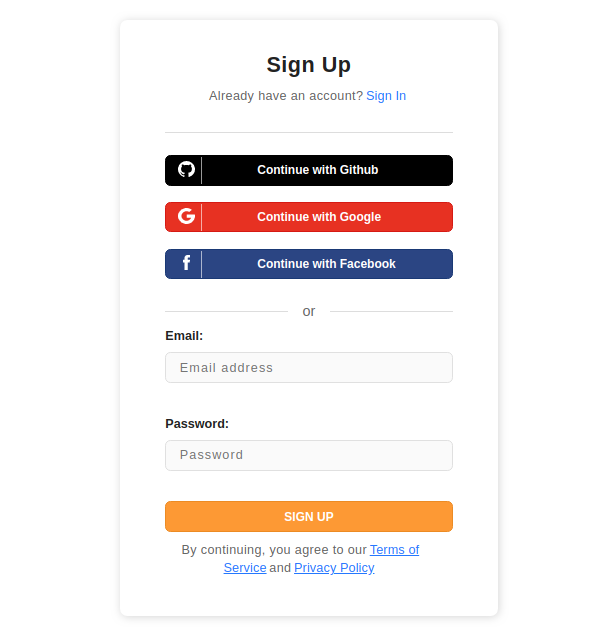 Sign Up
Already have an account? Sign In
Continue with Github
Continue with Google
Continue with Facebook
or
Email:
Email address
Password:
Password
SIGN UP
By continuing, you agree to our Terms of
Service and Privacy Policy